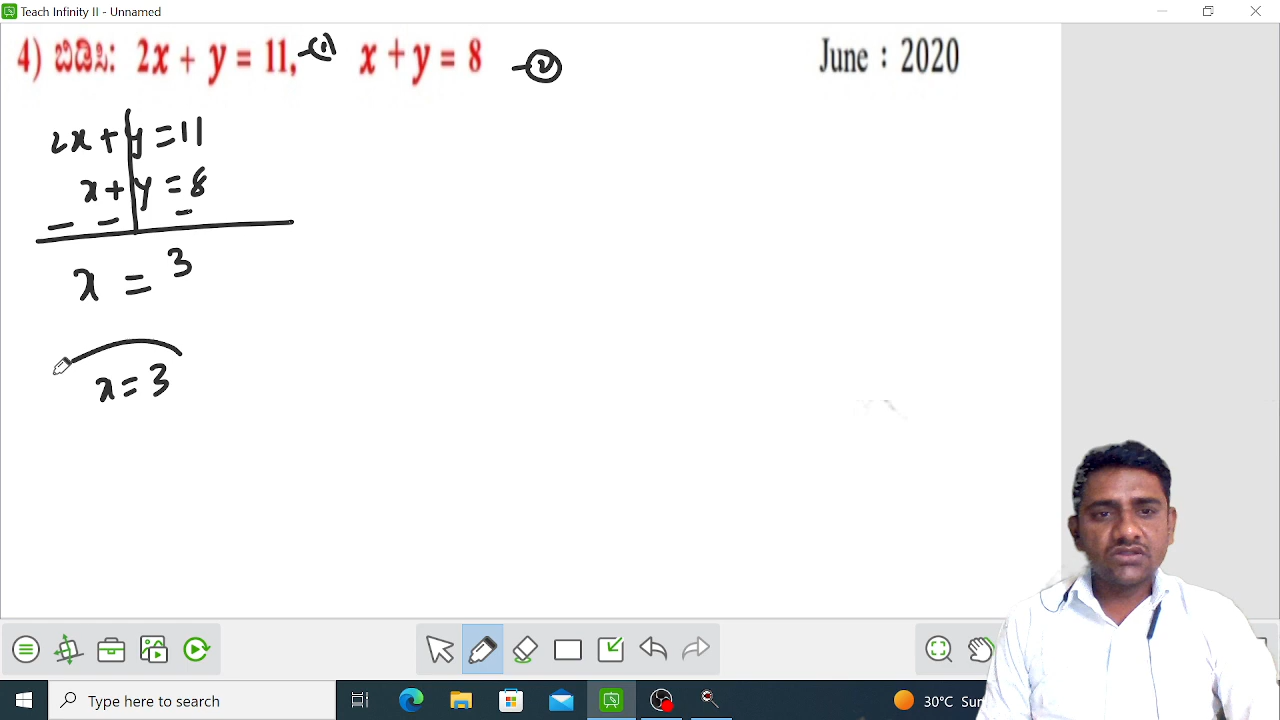 Teach Infinity II - Unnamed
4) ಬಿಡಿಸಿ: 2x + y = 11, -(1) x + y = 8 -(2) June : 2020
2x + y = 11
x + y = 8
- - -
x = 3
x = 3
Type here to search
30°C Sun